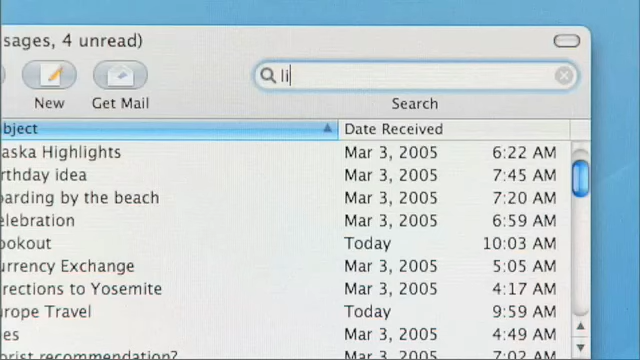 sages, 4 unread)
li
New Get Mail Search
bject Date Received
aska Highlights Mar 3, 2005 6:22 AM
rthday idea Mar 3, 2005 7:45 AM
oarding by the beach Mar 3, 2005 7:20 AM
elebration Mar 3, 2005 6:59 AM
ookout Today 10:03 AM
urrency Exchange Mar 3, 2005 5:05 AM
rections to Yosemite Mar 3, 2005 4:17 AM
urope Travel Today 9:59 AM
es Mar 3, 2005 4:49 AM
rist recommendation? Mar 3, 2005 7:02 AM